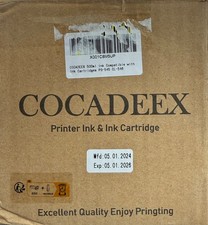 COCADEEX
Printer Ink & Ink Cartridge
Mfd: 05. 01. 2024
Exp: 05. 01. 2026
Excellent Quality Enjoy Pringting